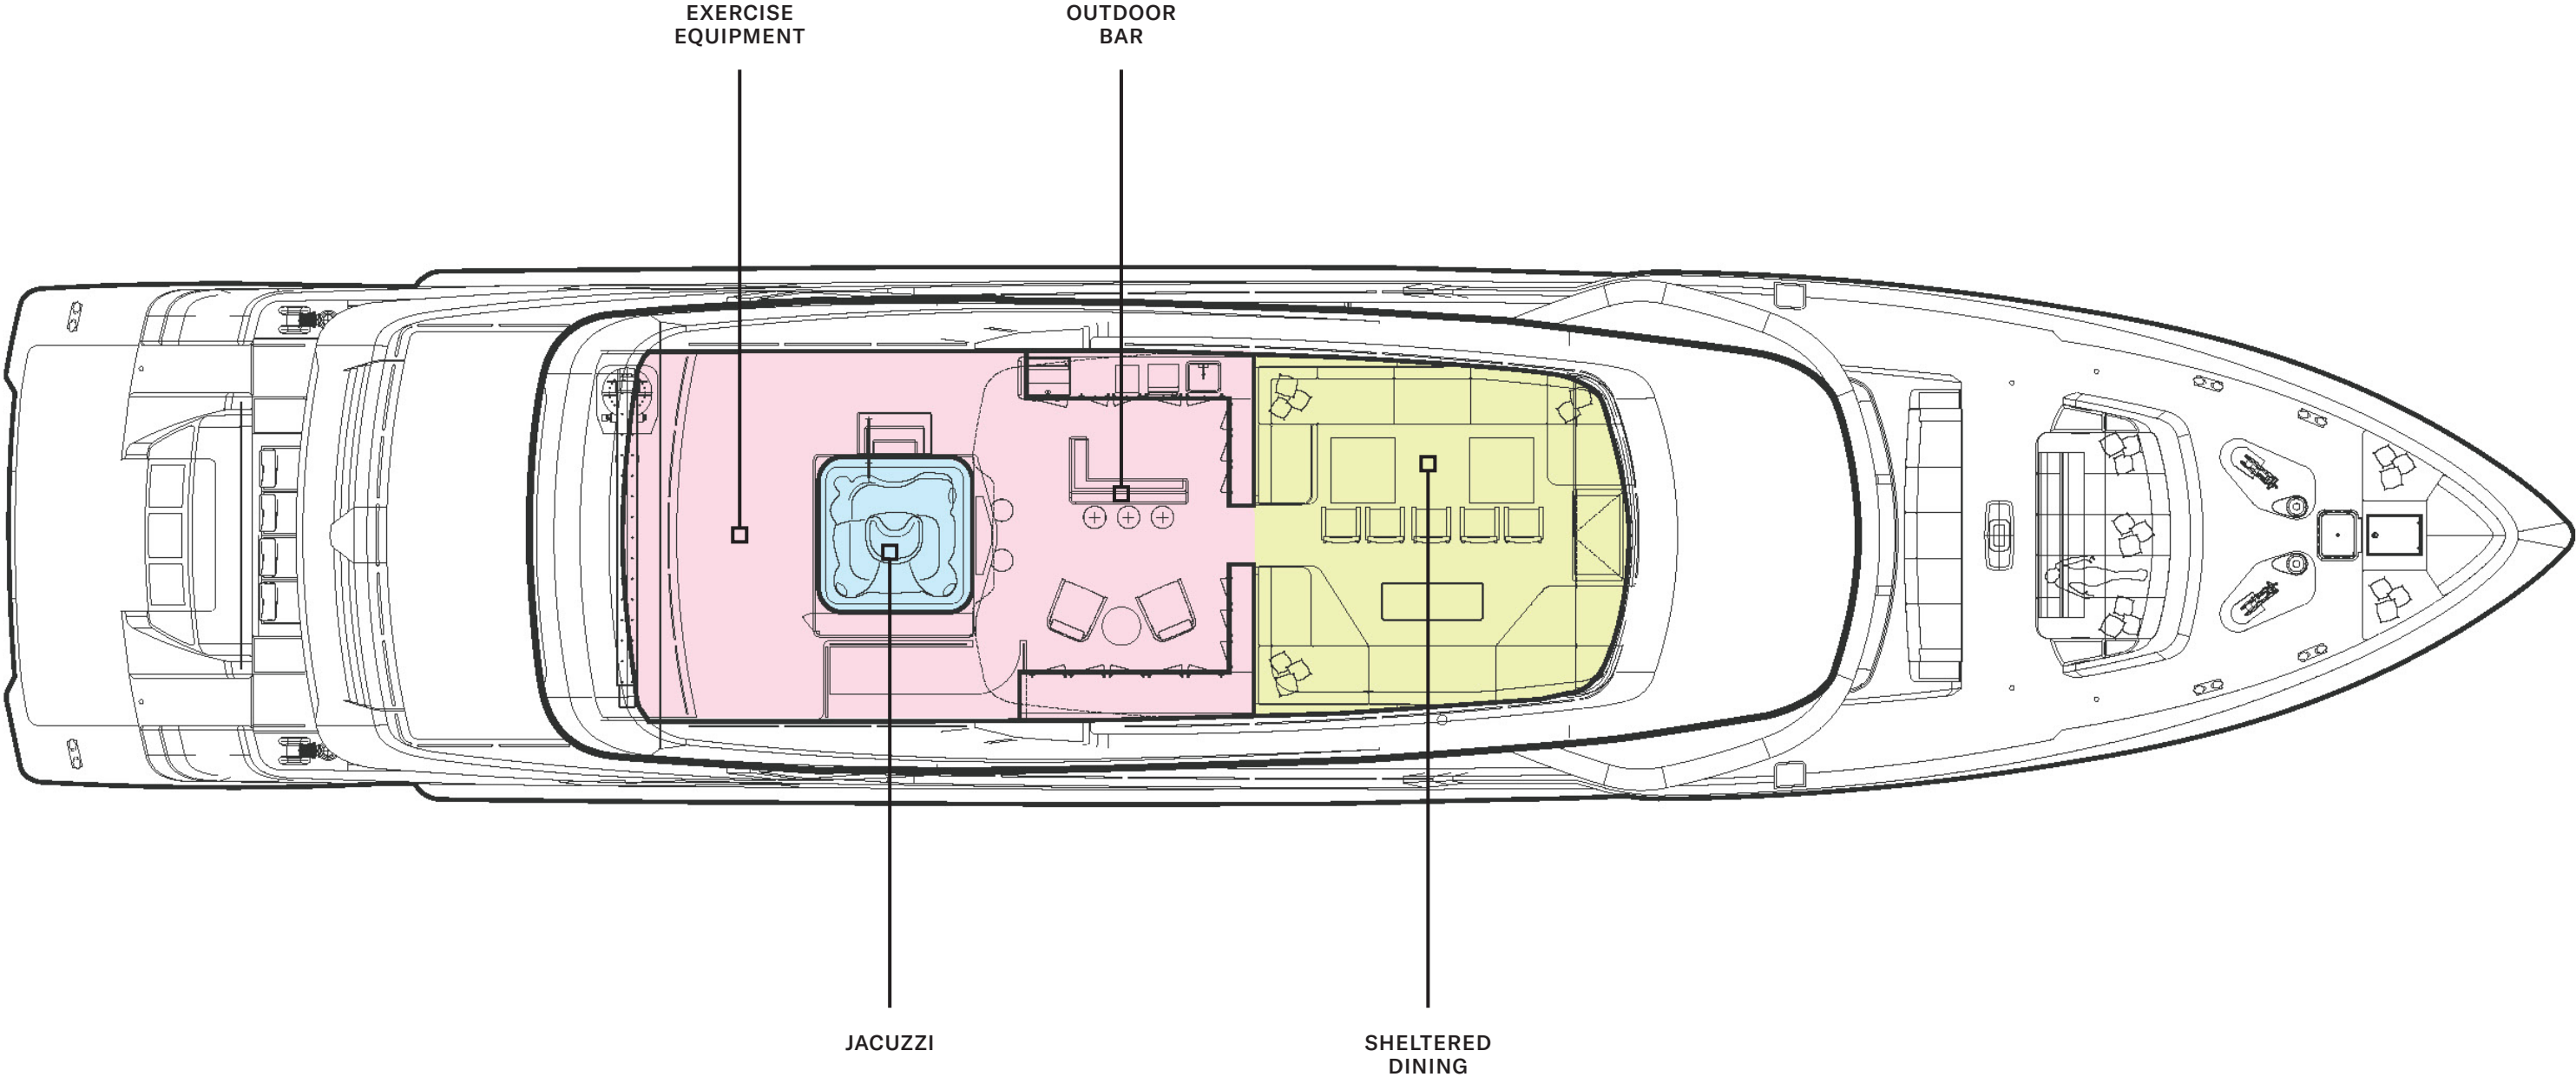 EXERCISE
EQUIPMENT
OUTDOOR
BAR
JACUZZI
SHELTERED
DINING